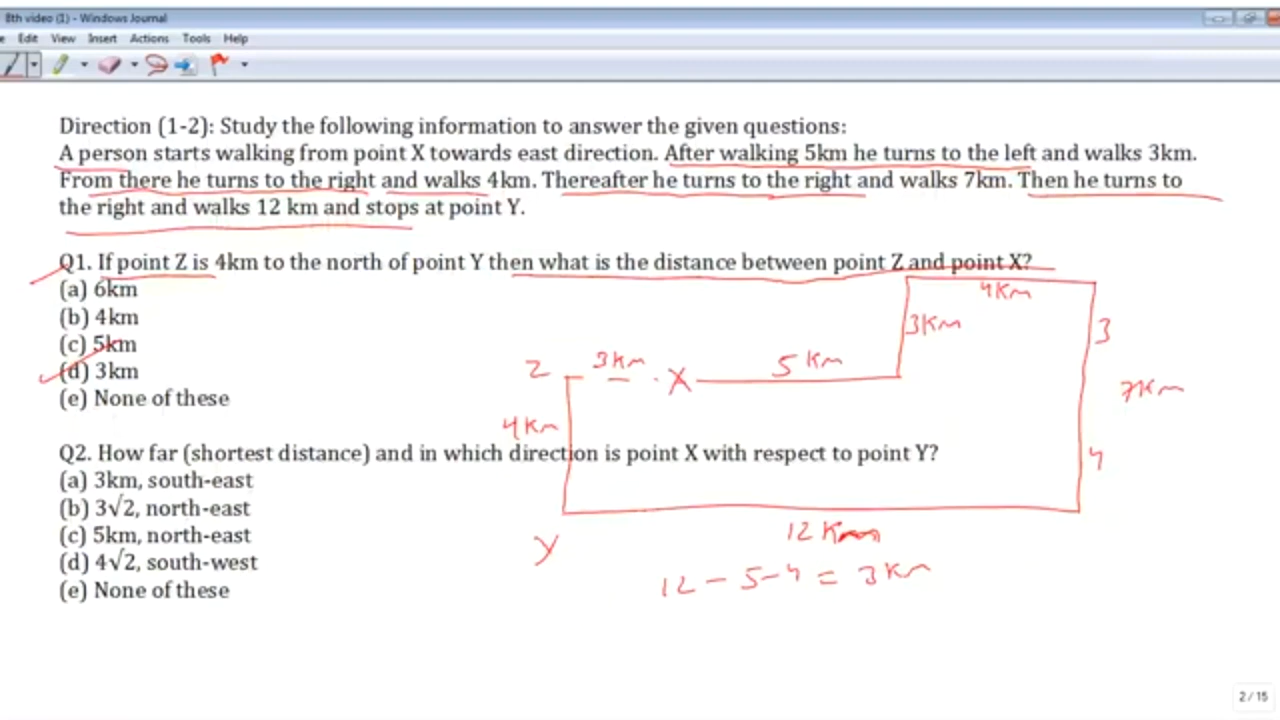 8th video (1) - Windows Journal
e Edit View Insert Actions Tools Help
Direction (1-2): Study the following information to answer the given questions:
A person starts walking from point X towards east direction. After walking 5km he turns to the left and walks 3km.
From there he turns to the right and walks 4km. Thereafter he turns to the right and walks 7km. Then he turns to
the right and walks 12 km and stops at point Y.
Q1. If point Z is 4km to the north of point Y then what is the distance between point Z and point X?
(a) 6km
(b) 4km
(c) 5km
(d) 3km
(e) None of these
4Km
3Km
3
Z 3Km X 5 Km
7Km
4Km
4
Q2. How far (shortest distance) and in which direction is point X with respect to point Y?
(a) 3km, south-east
(b) 3√2, north-east
(c) 5km, north-east
(d) 4√2, south-west
(e) None of these
12 Km
Y
12 - 5 - 4 = 3 Km
2 / 15